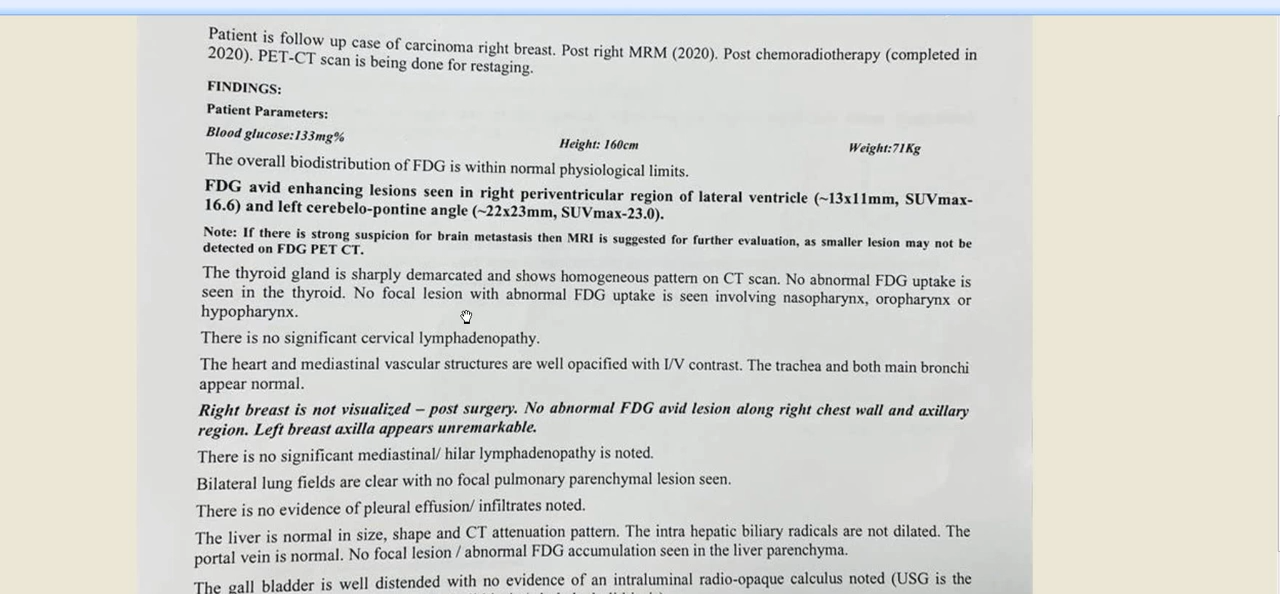 Patient is follow up case of carcinoma right breast. Post right MRM (2020). Post chemoradiotherapy (completed in
2020). PET-CT scan is being done for restaging.
FINDINGS:
Patient Parameters:
Blood glucose:133mg% Height: 160cm Weight:71Kg
The overall biodistribution of FDG is within normal physiological limits.
FDG avid enhancing lesions seen in right periventricular region of lateral ventricle (~13x11mm, SUVmax-
16.6) and left cerebelo-pontine angle (~22x23mm, SUVmax-23.0).
Note: If there is strong suspicion for brain metastasis then MRI is suggested for further evaluation, as smaller lesion may not be
detected on FDG PET CT.
The thyroid gland is sharply demarcated and shows homogeneous pattern on CT scan. No abnormal FDG uptake is
seen in the thyroid. No focal lesion with abnormal FDG uptake is seen involving nasopharynx, oropharynx or
hypopharynx.
There is no significant cervical lymphadenopathy.
The heart and mediastinal vascular structures are well opacified with I/V contrast. The trachea and both main bronchi
appear normal.
Right breast is not visualized – post surgery. No abnormal FDG avid lesion along right chest wall and axillary
region. Left breast axilla appears unremarkable.
There is no significant mediastinal/ hilar lymphadenopathy is noted.
Bilateral lung fields are clear with no focal pulmonary parenchymal lesion seen.
There is no evidence of pleural effusion/ infiltrates noted.
The liver is normal in size, shape and CT attenuation pattern. The intra hepatic biliary radicals are not dilated. The
portal vein is normal. No focal lesion / abnormal FDG accumulation seen in the liver parenchyma.
The gall bladder is well distended with no evidence of an intraluminal radio-opaque calculus noted (USG is the